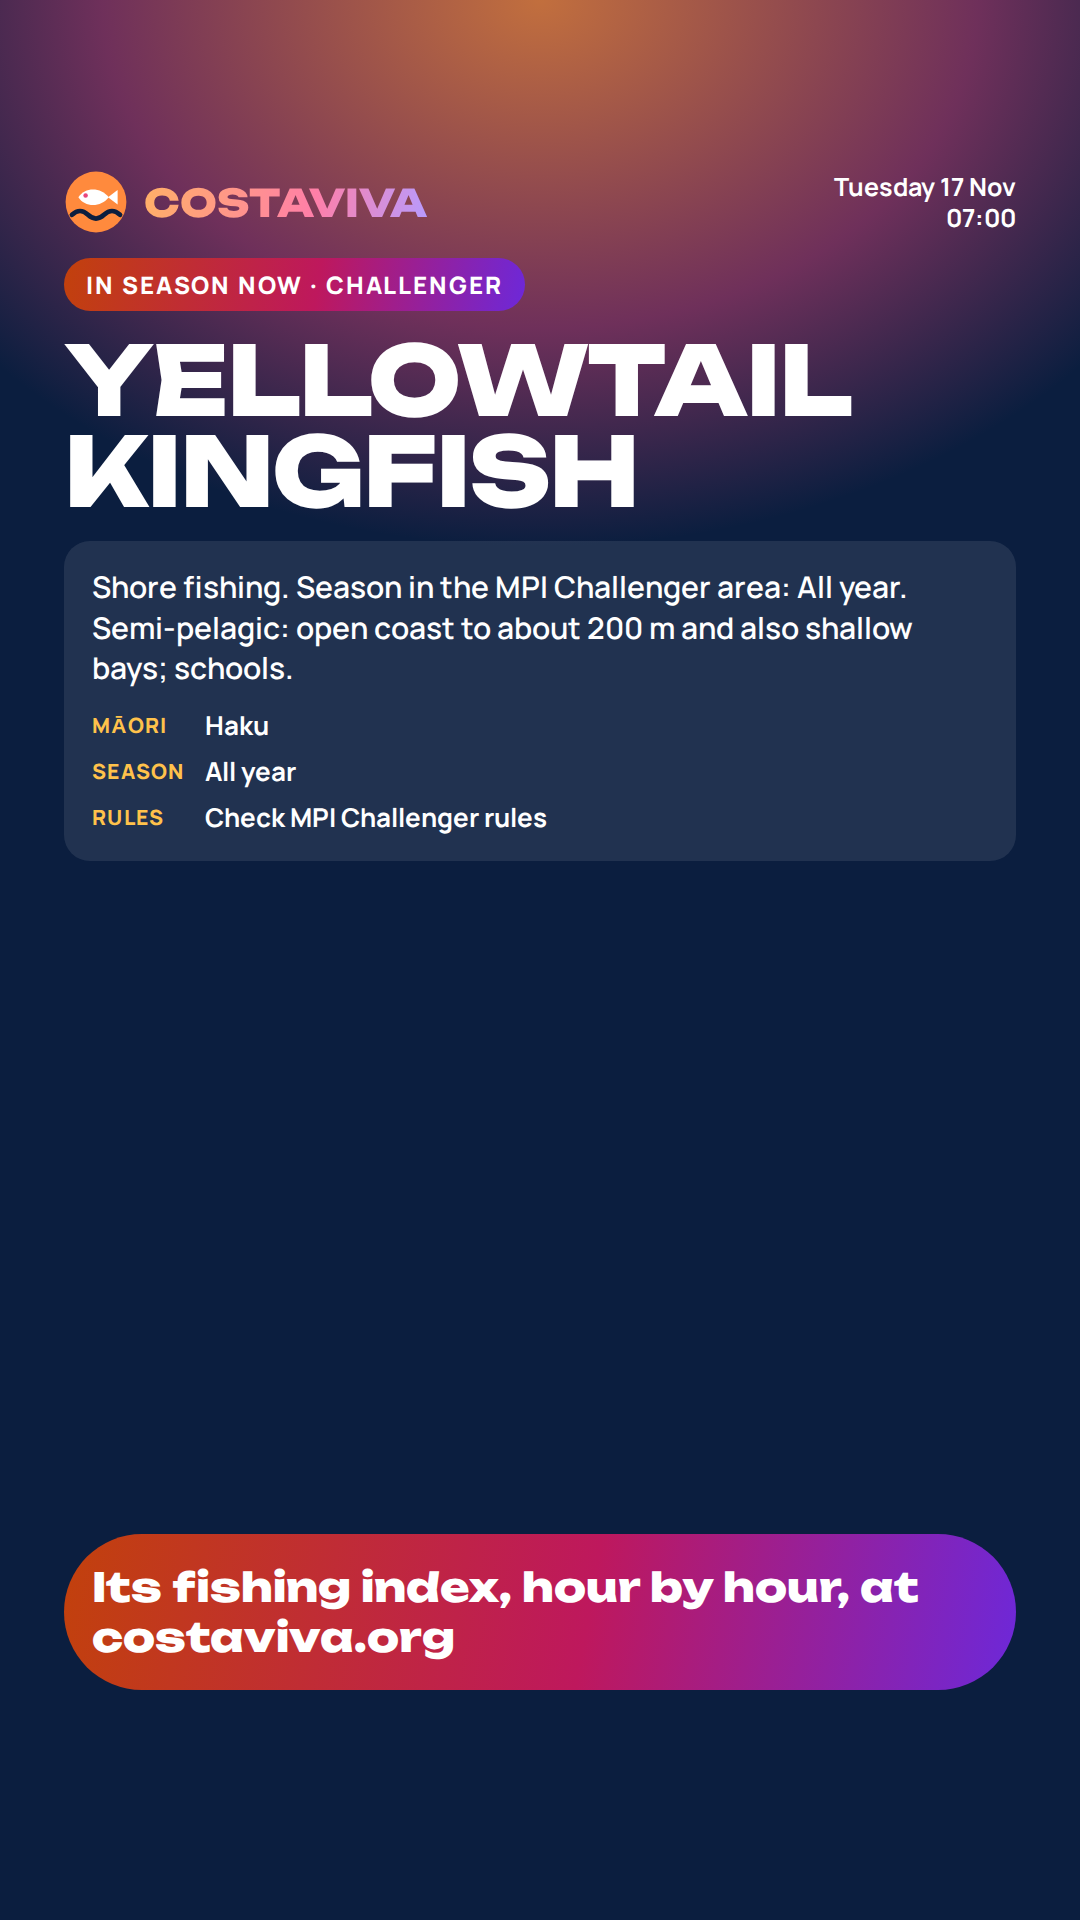 COSTAVIVA
Tuesday 17 Nov
07:00
IN SEASON NOW · CHALLENGER
YELLOWTAIL
KINGFISH
Shore fishing. Season in the MPI Challenger area: All year.
Semi-pelagic: open coast to about 200 m and also shallow
bays; schools.
MĀORI Haku
SEASON All year
RULES Check MPI Challenger rules
Its fishing index, hour by hour, at
costaviva.org